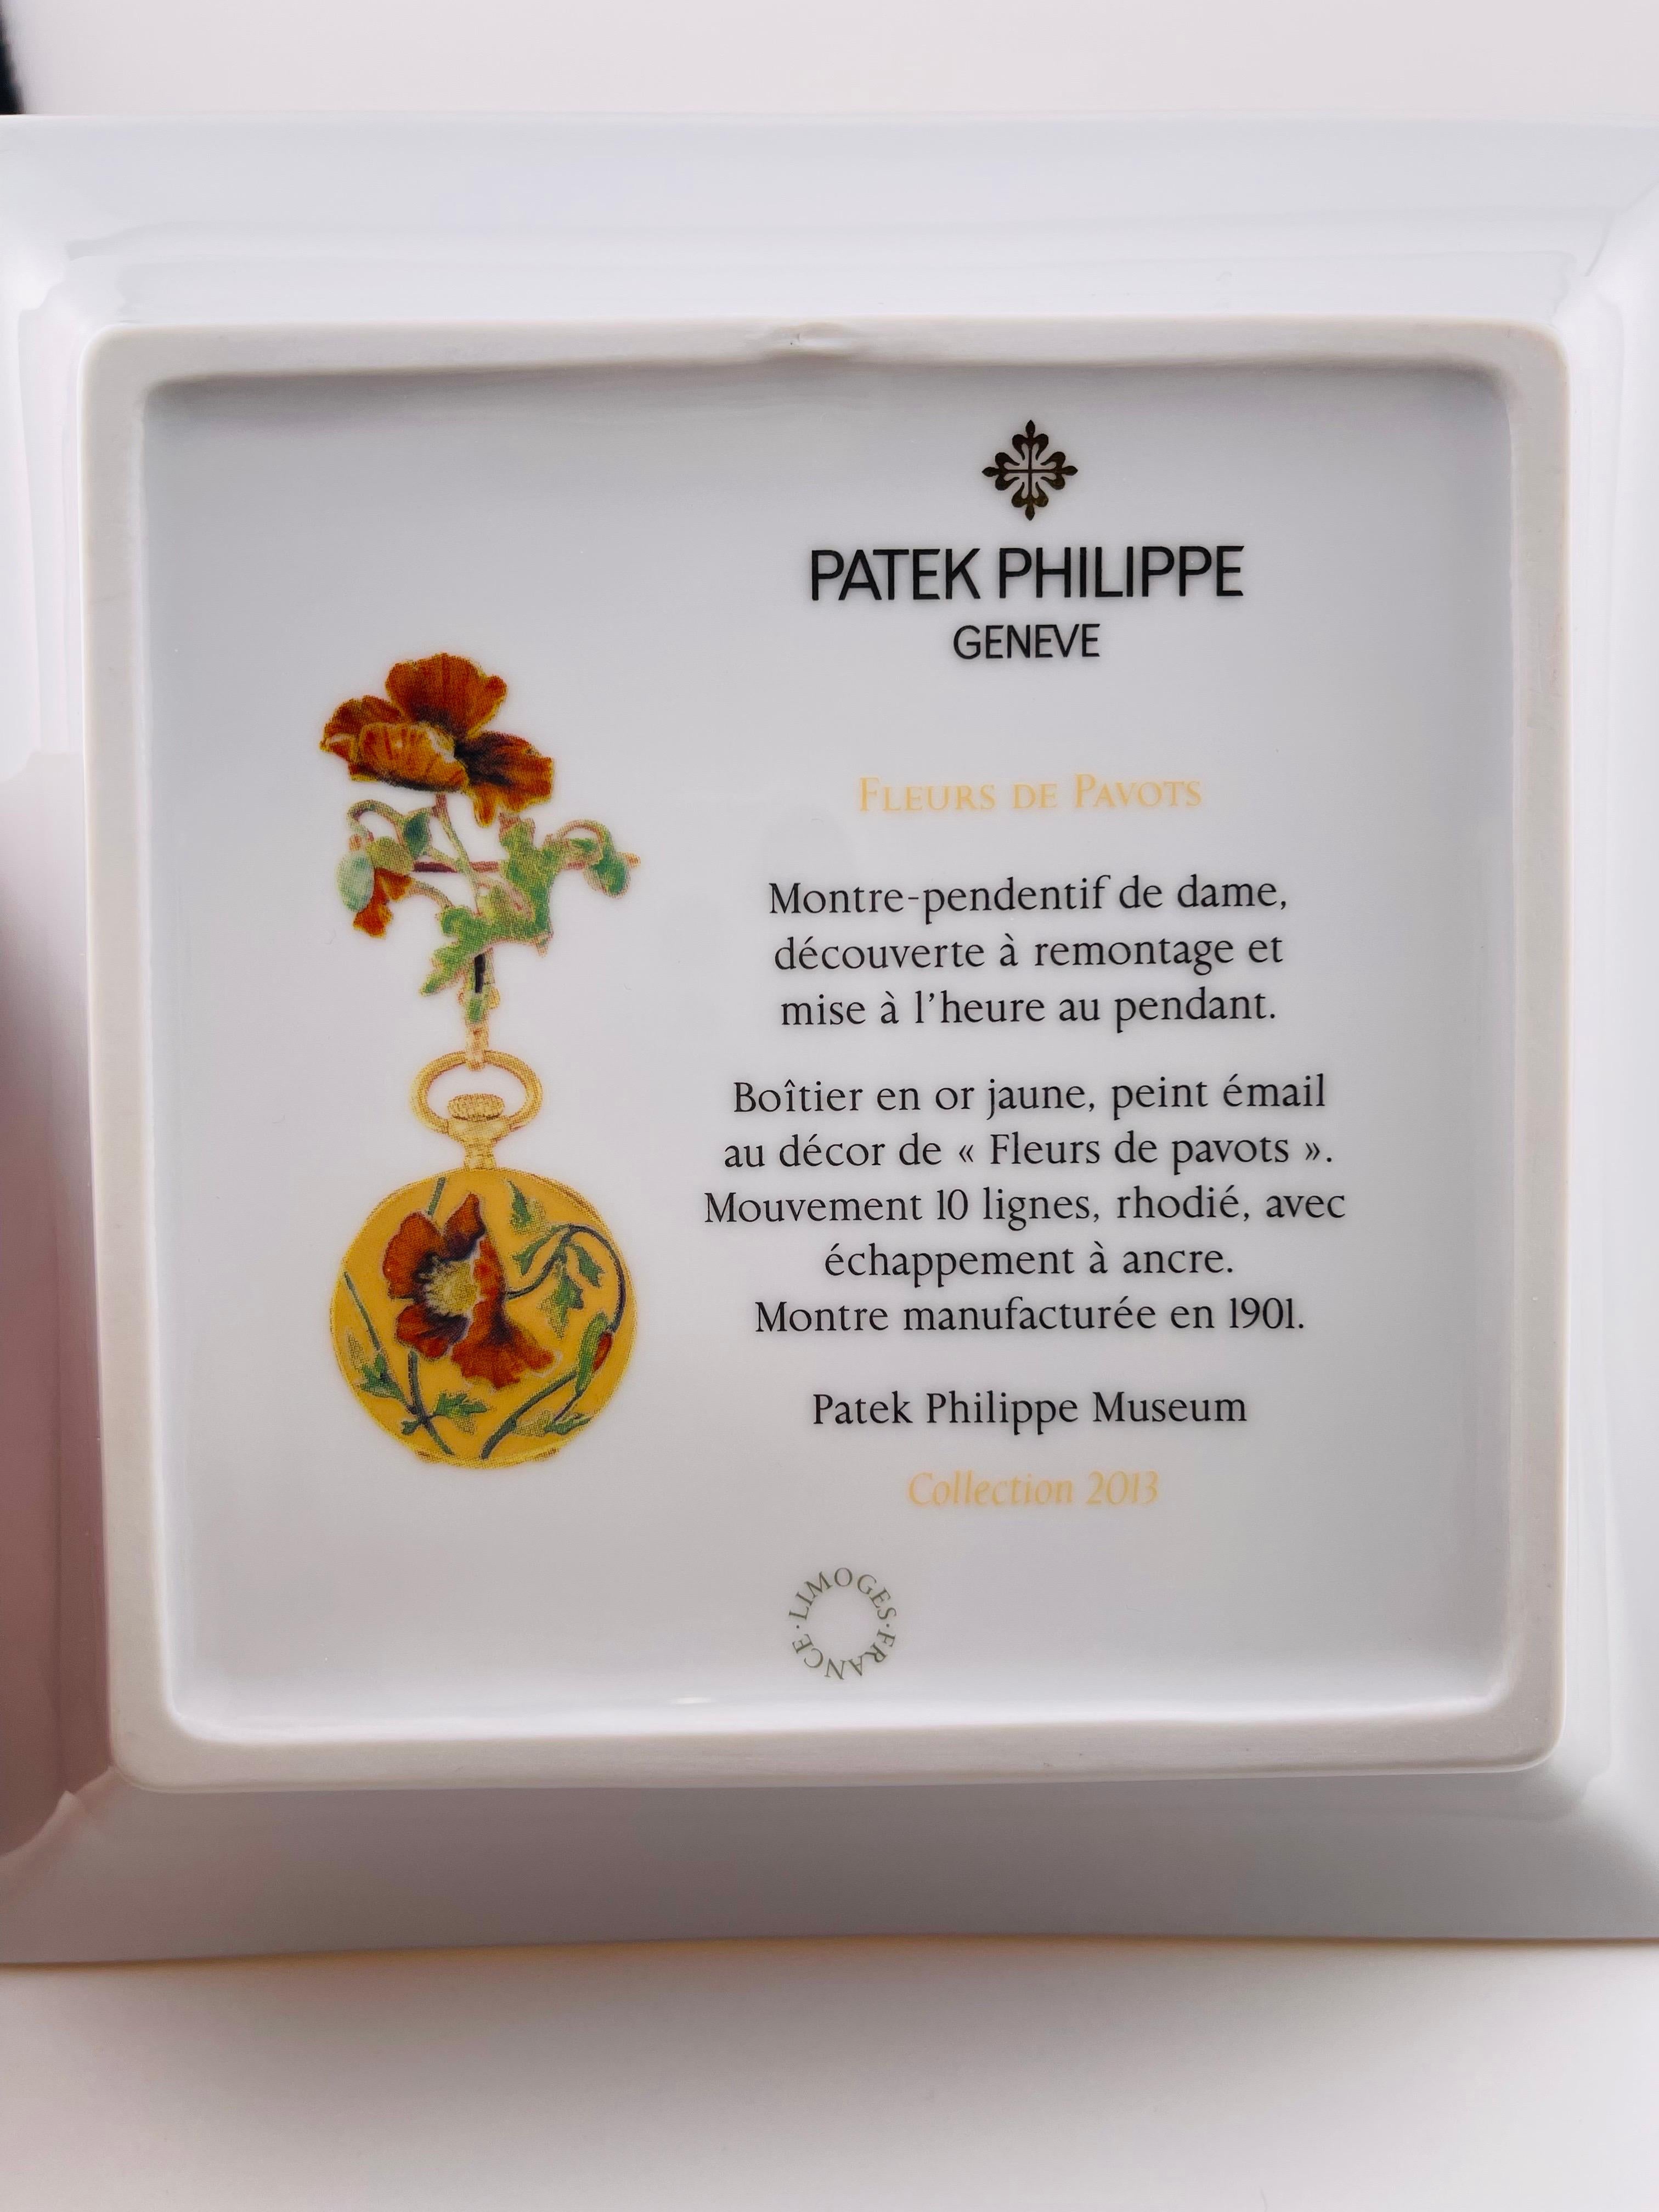 PATEK PHILIPPE
GENEVE
FLEURS DE PAVOTS
Montre-pendentif de dame,
découverte à remontage et
mise à l'heure au pendant.
Boîtier en or jaune, peint émail
au décor de « Fleurs de pavots ».
Mouvement 10 lignes, rhodié, avec
échappement à ancre.
Montre manufacturée en 1901.
Patek Philippe Museum
Collection 2013
·LIMOGES·FRANCE